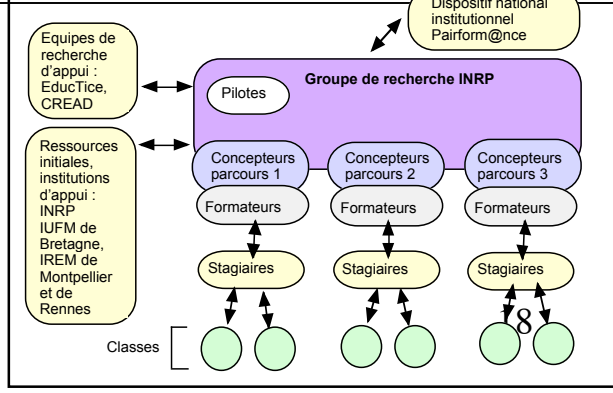 Dispositif national
institutionnel
Pairform@nce
Equipes de
recherche
d'appui :
EducTice,
CREAD
Groupe de recherche INRP
Pilotes
Ressources
initiales,
institutions
d'appui :
INRP
IUFM de
Bretagne,
IREM de
Montpellier
et de
Rennes
Concepteurs
parcours 1
Concepteurs
parcours 2
Concepteurs
parcours 3
Formateurs
Formateurs
Formateurs
Stagiaires
Stagiaires
Stagiaires
Classes
18